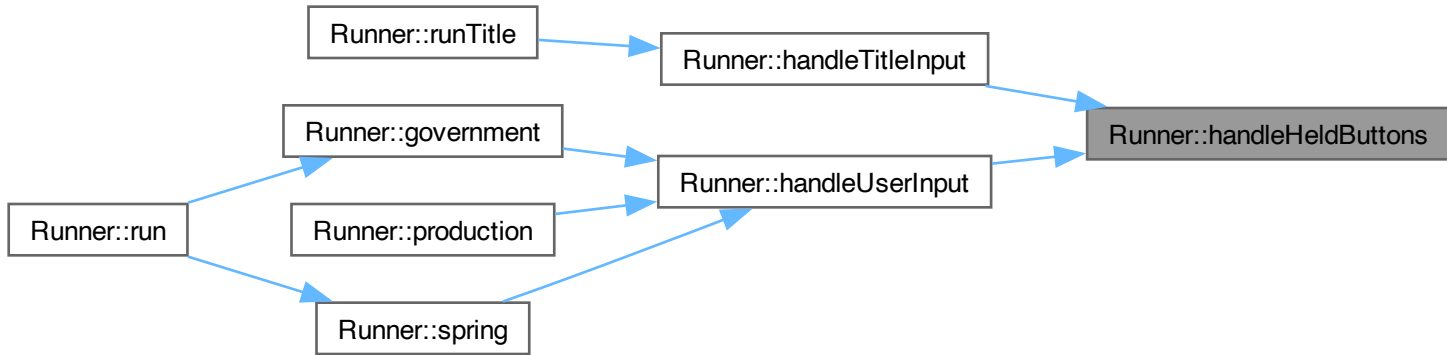 Runner::runTitle
Runner::handleTitleInput
Runner::government
Runner::handleHeldButtons
Runner::handleUserInput
Runner::run
Runner::production
Runner::spring